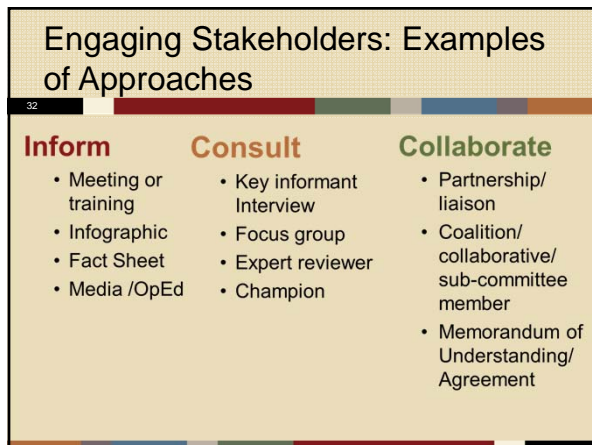 Engaging Stakeholders: Examples
of Approaches
32
Inform
• Meeting or
training
• Infographic
• Fact Sheet
• Media /OpEd
Consult
• Key informant
Interview
• Focus group
• Expert reviewer
• Champion
Collaborate
• Partnership/
liaison
• Coalition/
collaborative/
sub-committee
member
• Memorandum of
Understanding/
Agreement